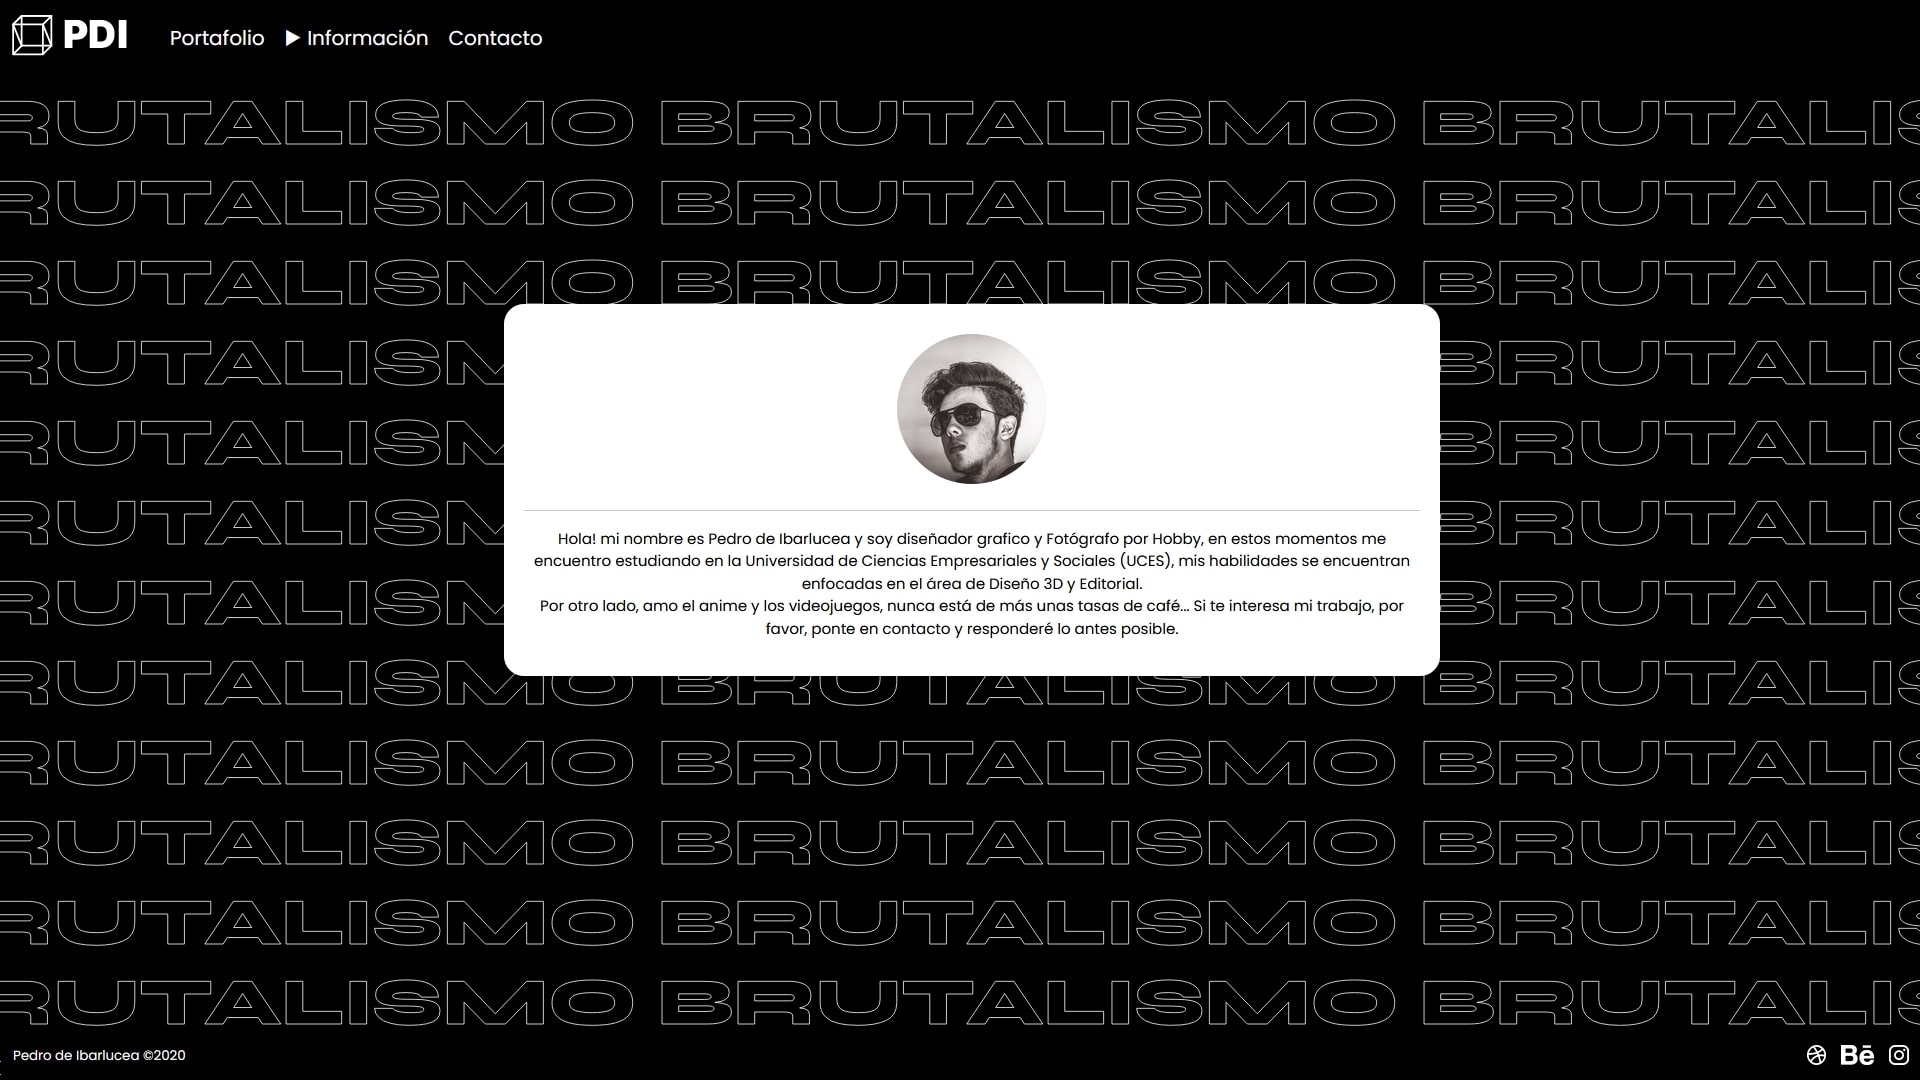 PDI Portafolio ▶ Información Contacto
RUTALISMO BRUTALISMO BRUTALIS
RUTALISMO BRUTALISMO BRUTALIS
RUTALISMO BRUTALISMO BRUTALIS
RUTALISM BRUTALIS
RUTALISM BRUTALIS
RUTALISM BRUTALIS
RUTALISM BRUTALIS
Hola! mi nombre es Pedro de Ibarlucea y soy diseñador grafico y Fotógrafo por Hobby, en estos momentos me
encuentro estudiando en la Universidad de Ciencias Empresariales y Sociales (UCES), mis habilidades se encuentran
enfocadas en el área de Diseño 3D y Editorial.
Por otro lado, amo el anime y los videojuegos, nunca está de más unas tasas de café... Si te interesa mi trabajo, por
favor, ponte en contacto y responderé lo antes posible.
RUTALISMO BRUTALISMO BRUTALIS
RUTALISMO BRUTALISMO BRUTALIS
RUTALISMO BRUTALISMO BRUTALIS
RUTALISMO BRUTALISMO BRUTALIS
RUTALISMO BRUTALISMO BRUTALIS
Pedro de Ibarlucea ©2020 Bē